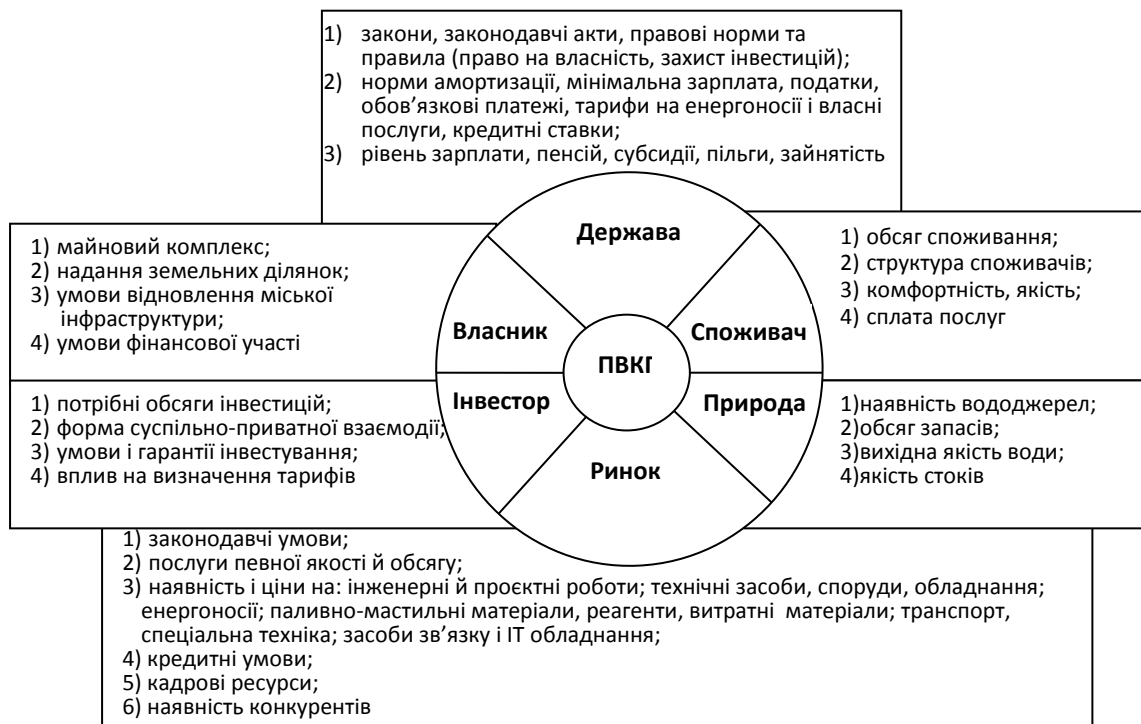 1) закони, законодавчі акти, правові норми та
правила (право на власність, захист інвестицій);
2) норми амортизації, мінімальна зарплата, податки,
обов’язкові платежі, тарифи на енергоносії і власні
послуги, кредитні ставки;
3) рівень зарплати, пенсій, субсидії, пільги, зайнятість
Держава
1) майновий комплекс;
2) надання земельних ділянок;
3) умови відновлення міської
інфраструктури;
4) умови фінансової участі
Власник
Споживач
1) обсяг споживання;
2) структура споживачів;
3) комфортність, якість;
4) сплата послуг
ПВКГ
1) потрібні обсяги інвестицій;
2) форма суспільно-приватної взаємодії;
3) умови і гарантії інвестування;
4) вплив на визначення тарифів
Інвестор
Природа
1)наявність вододжерел;
2)обсяг запасів;
3)вихідна якість води;
4)якість стоків
Ринок
1) законодавчі умови;
2) послуги певної якості й обсягу;
3) наявність і ціни на: інженерні й проєктні роботи; технічні засоби, споруди, обладнання;
енергоносії; паливно-мастильні матеріали, реагенти, витратні матеріали; транспорт,
спеціальна техніка; засоби зв’язку і ІТ обладнання;
4) кредитні умови;
5) кадрові ресурси;
6) наявність конкурентів